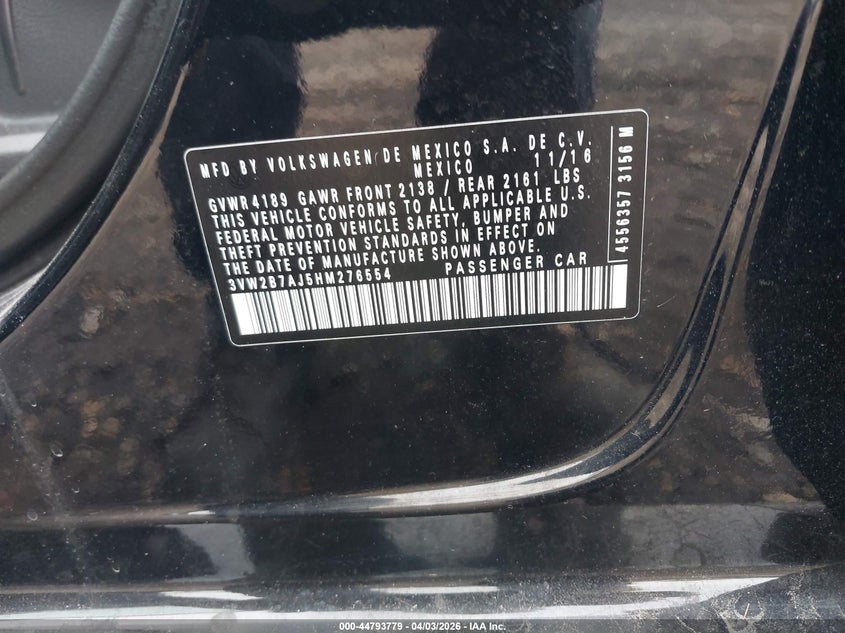 MFD BY VOLKSWAGEN DE MEXICO S.A. DE C.V.
MEXICO 11/16
GVWR 4189 GAWR FRONT 2138 / REAR 2161 LBS
THIS VEHICLE CONFORMS TO ALL APPLICABLE U.S.
FEDERAL MOTOR VEHICLE SAFETY, BUMPER AND
THEFT PREVENTION STANDARDS IN EFFECT ON
THE DATE OF MANUFACTURE SHOWN ABOVE.
3VW2B7AJ5HM276554 PASSENGER CAR
4556357 3156 M
000-44793779 - 04/03/2026 - IAA Inc.